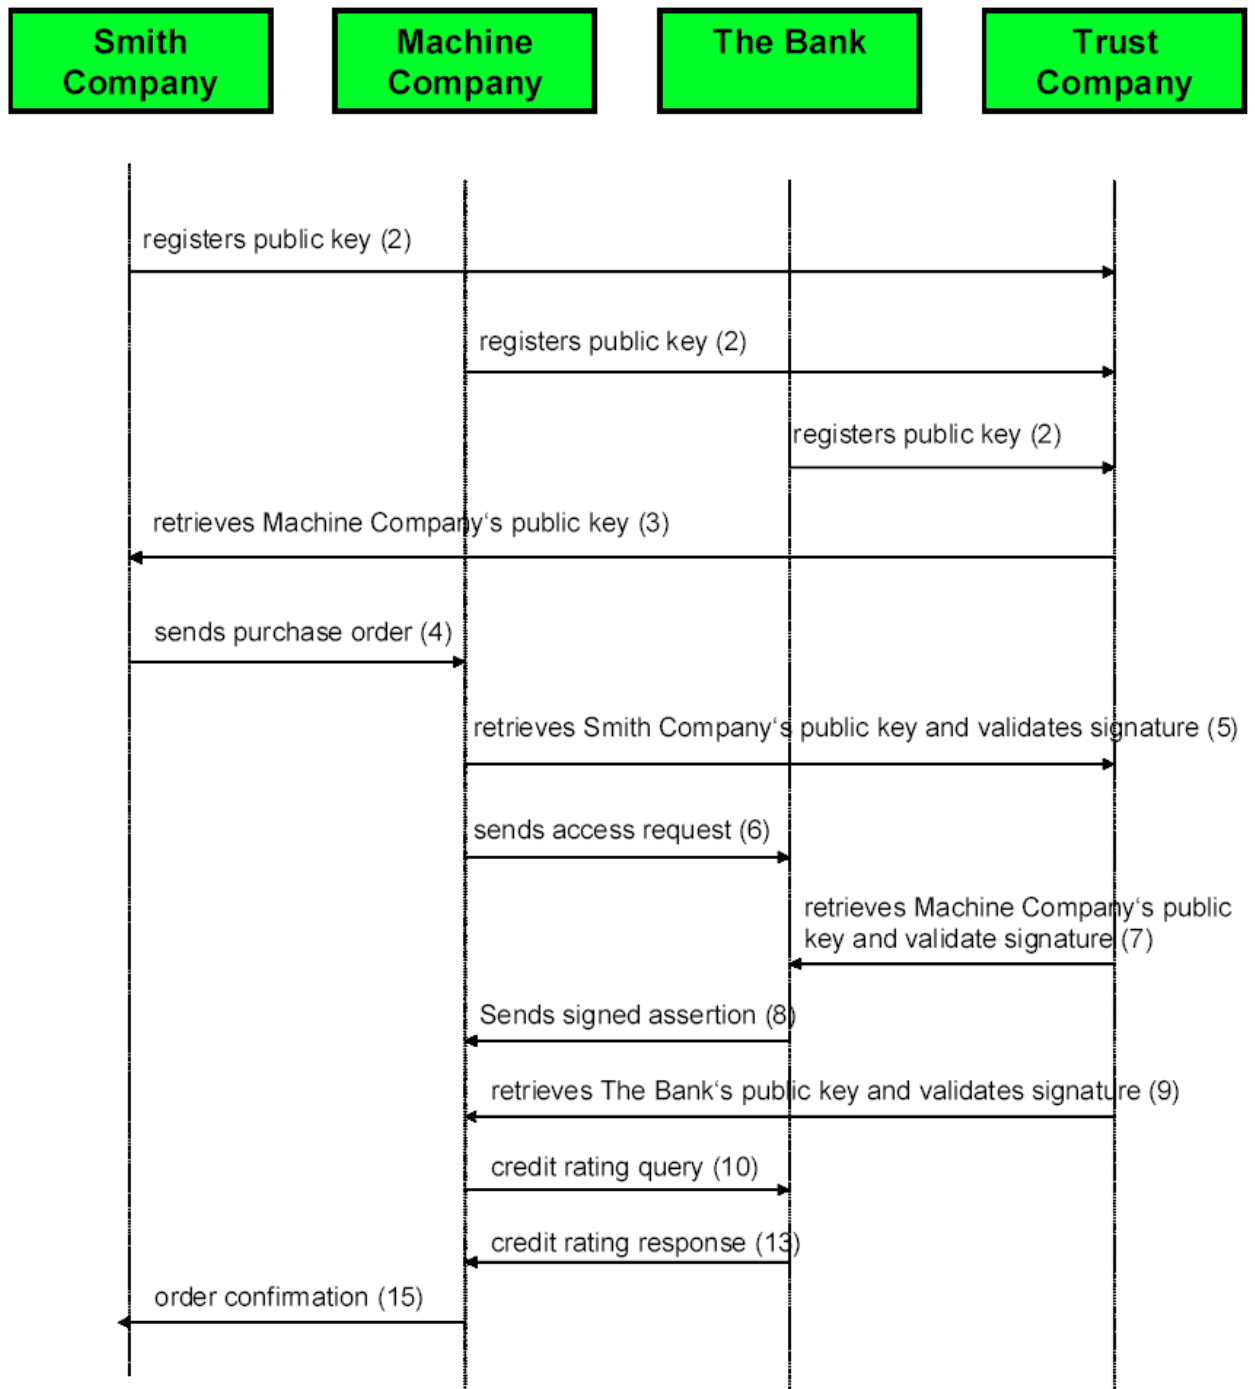 Smith
Company
Machine
Company
The Bank
Trust
Company
registers public key (2)
registers public key (2)
registers public key (2)
retrieves Machine Company‘s public key (3)
sends purchase order (4)
retrieves Smith Company‘s public key and validates signature (5)
sends access request (6)
retrieves Machine Company‘s public
key and validate signature (7)
Sends signed assertion (8)
retrieves The Bank‘s public key and validates signature (9)
credit rating query (10)
credit rating response (13)
order confirmation (15)